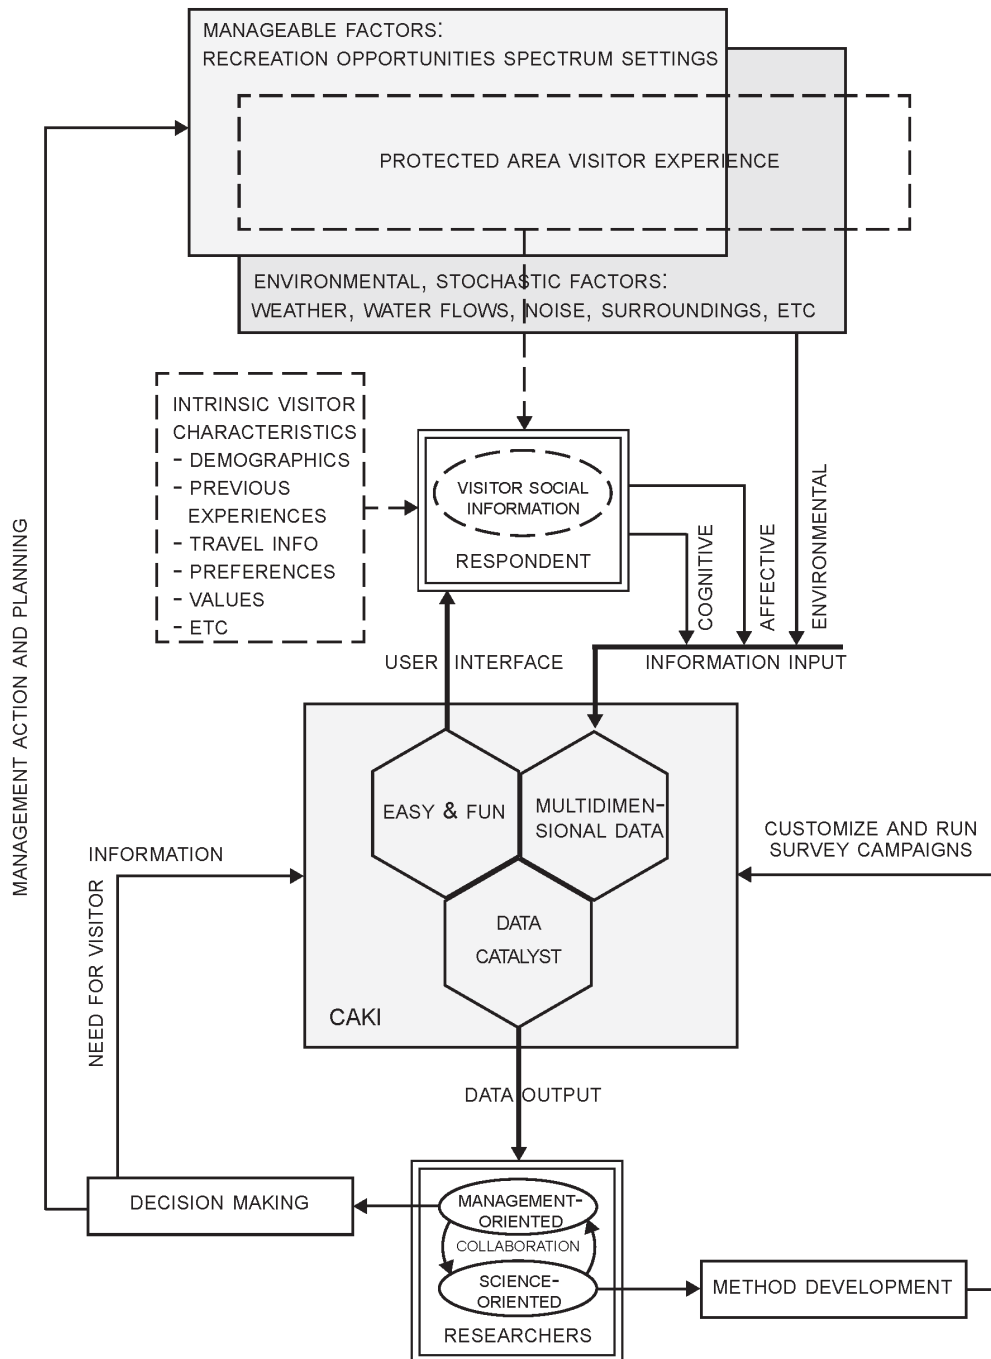 MANAGEABLE FACTORS:
RECREATION OPPORTUNITIES SPECTRUM SETTINGS
PROTECTED AREA VISITOR EXPERIENCE
ENVIRONMENTAL, STOCHASTIC FACTORS:
WEATHER, WATER FLOWS, NOISE, SURROUNDINGS, ETC
INTRINSIC VISITOR
CHARACTERISTICS
- DEMOGRAPHICS
- PREVIOUS
EXPERIENCES
- TRAVEL INFO
- PREFERENCES
- VALUES
- ETC
VISITOR SOCIAL
INFORMATION
RESPONDENT
COGNITIVE
AFFECTIVE
ENVIRONMENTAL
USER INTERFACE
INFORMATION INPUT
MANAGEMENT ACTION AND PLANNING
EASY & FUN
MULTIDIMEN-
SIONAL DATA
DATA
CATALYST
CAKI
CUSTOMIZE AND RUN
SURVEY CAMPAIGNS
NEED FOR VISITOR
INFORMATION
DATA OUTPUT
DECISION MAKING
MANAGEMENT-
ORIENTED
COLLABORATION
SCIENCE-
ORIENTED
RESEARCHERS
METHOD DEVELOPMENT